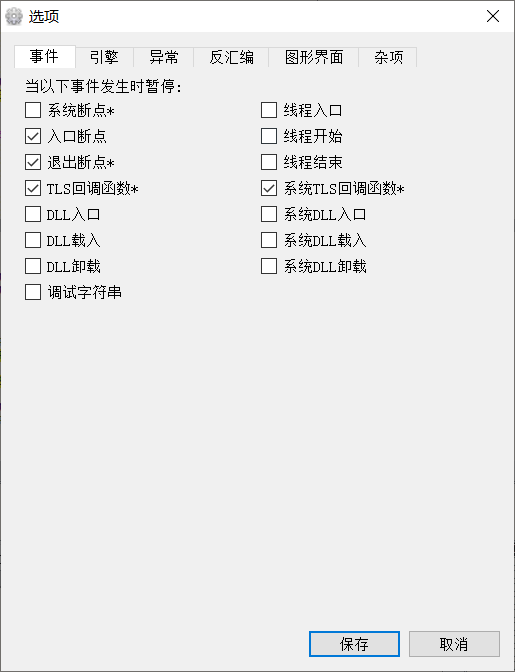 选项
事件 引擎 异常 反汇编 图形界面 杂项
当以下事件发生时暂停:
系统断点* 线程入口
入口断点 线程开始
退出断点* 线程结束
TLS回调函数* 系统TLS回调函数*
DLL入口 系统DLL入口
DLL载入 系统DLL载入
DLL卸载 系统DLL卸载
调试字符串
保存 取消